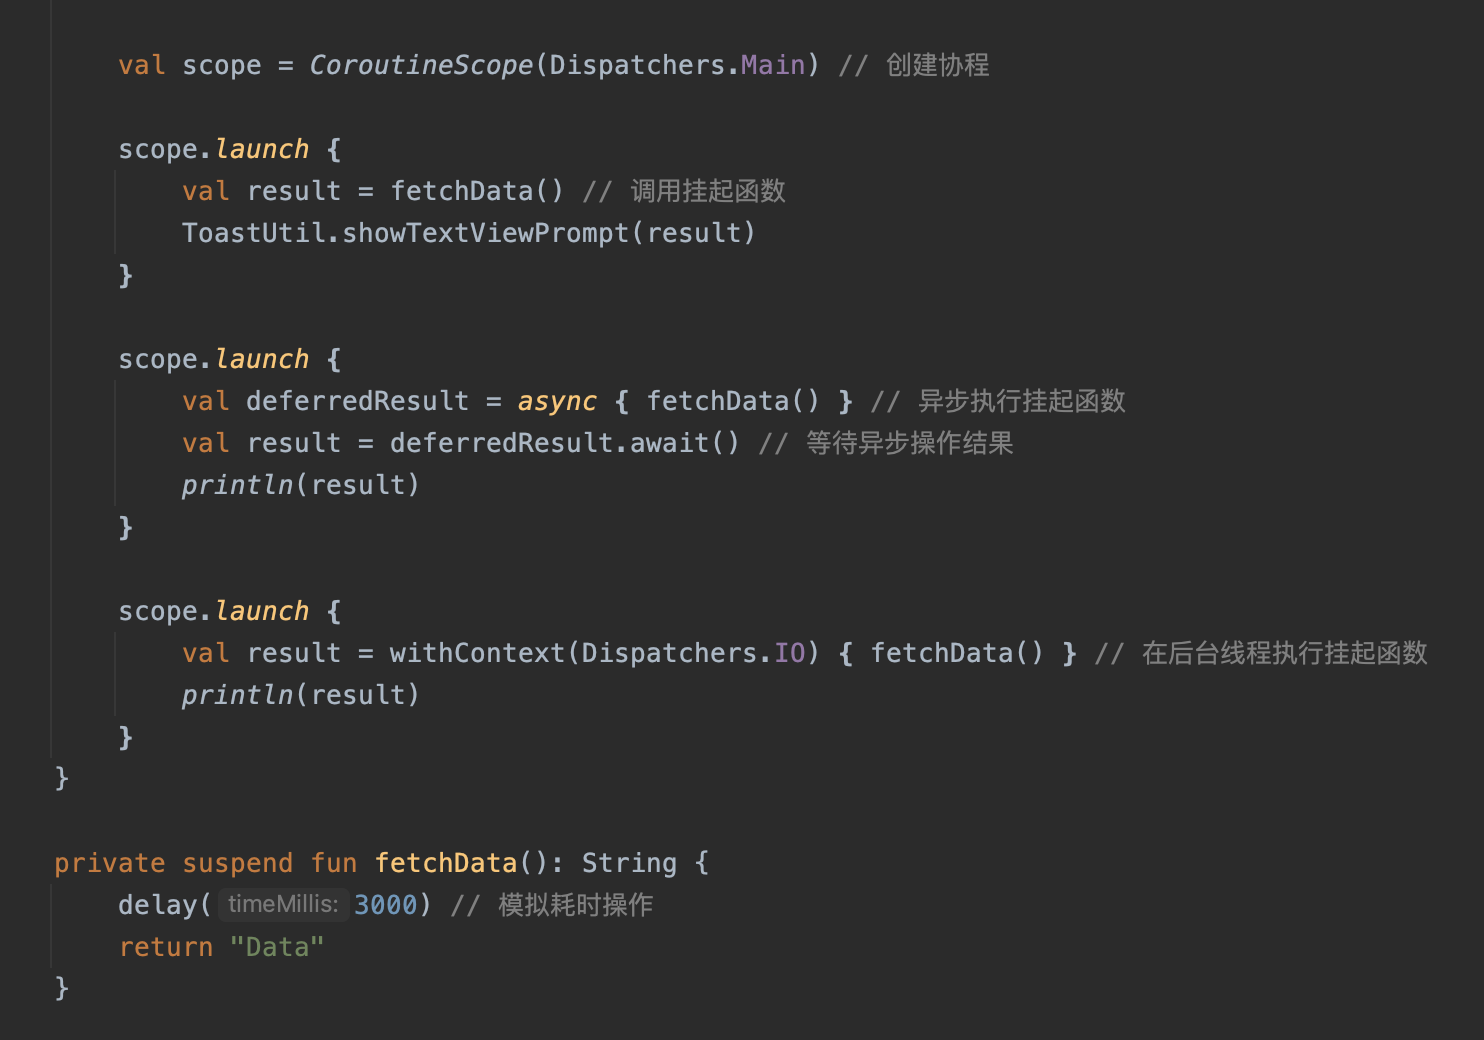 val scope = CoroutineScope(Dispatchers.Main) // 创建协程
scope.launch {
val result = fetchData() // 调用挂起函数
ToastUtil.showTextViewPrompt(result)
}
scope.launch {
val deferredResult = async { fetchData() } // 异步执行挂起函数
val result = deferredResult.await() // 等待异步操作结果
println(result)
}
scope.launch {
val result = withContext(Dispatchers.IO) { fetchData() } // 在后台线程执行挂起函数
println(result)
}
}
private suspend fun fetchData(): String {
delay( timeMillis: 3000) // 模拟耗时操作
return "Data"
}